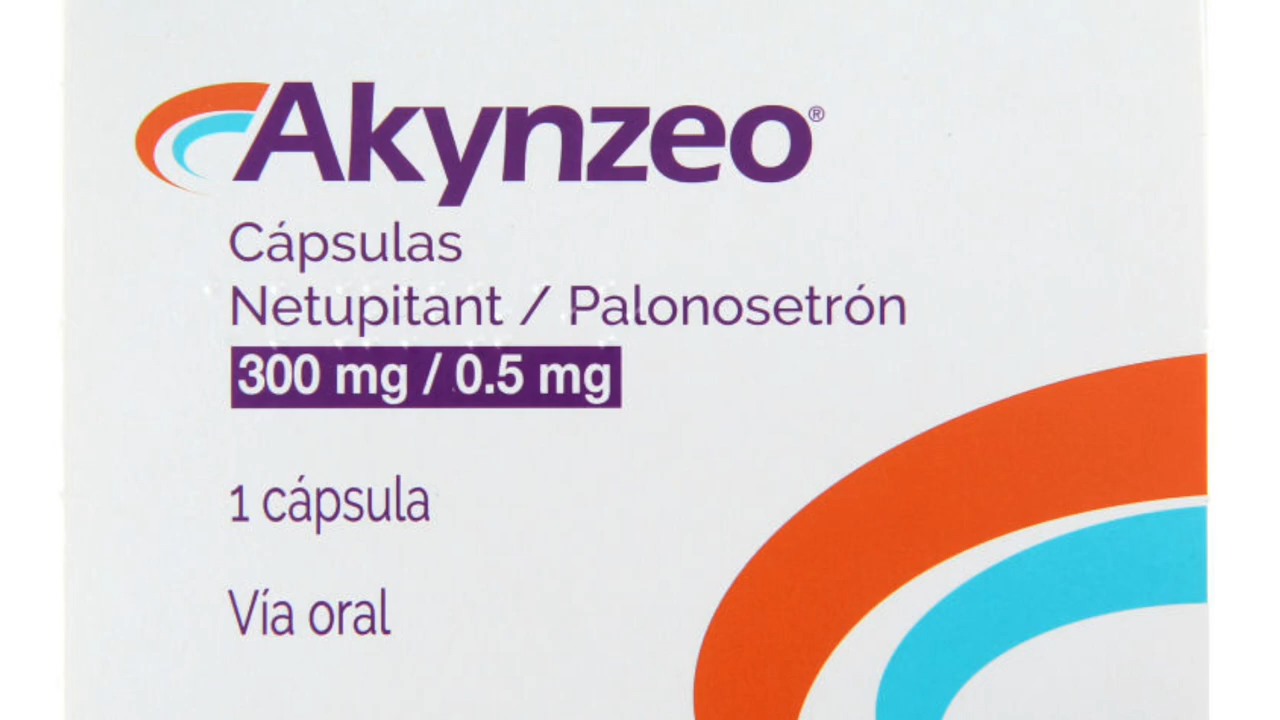 Akynzeo®
Cápsulas
Netupitant / Palonosetrón
300 mg / 0.5 mg
1 cápsula
Vía oral